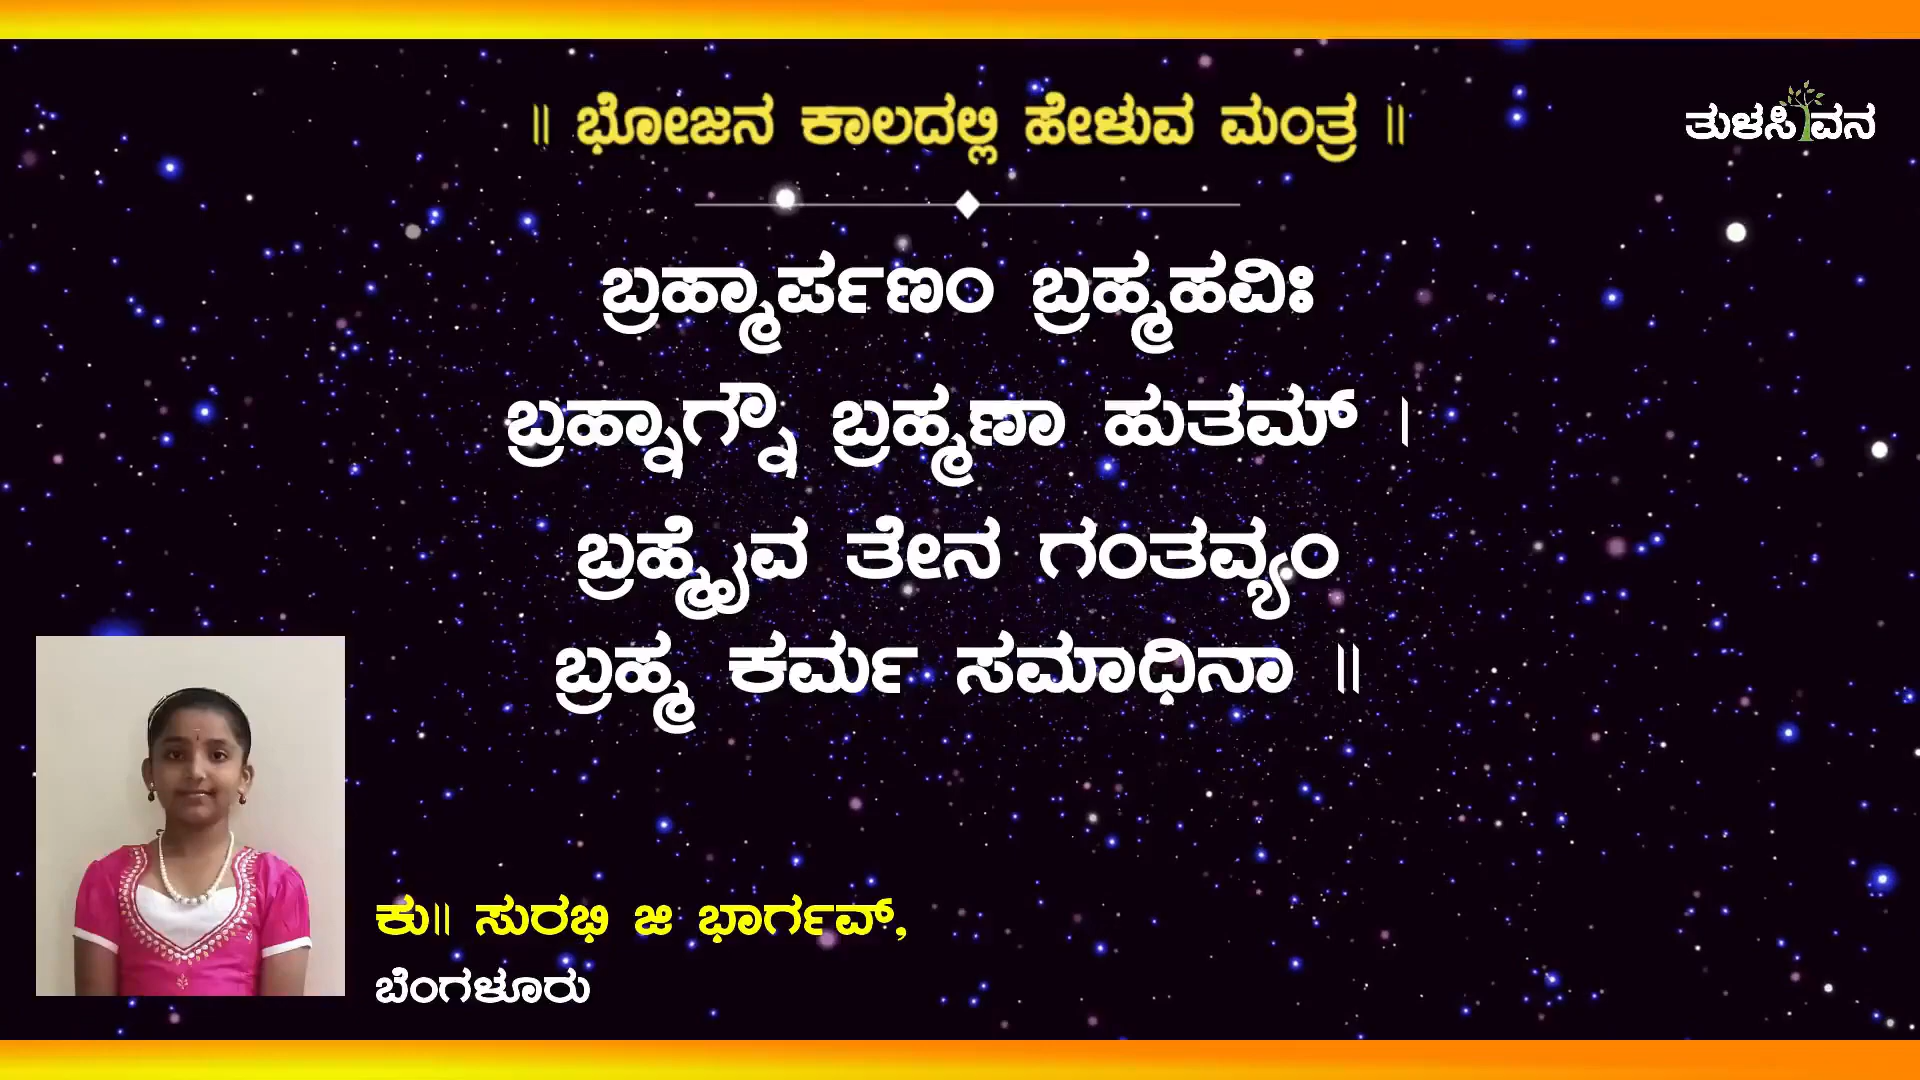 ॥ ಭೋಜನ ಕಾಲದಲ್ಲಿ ಹೇಳುವ ಮಂತ್ರ ॥
ತುಳಸಿವನ
ಬ್ರಹ್ಮಾರ್ಪಣಂ ಬ್ರಹ್ಮಹವಿಃ
ಬ್ರಹ್ನಾಗ್ನೌ ಬ್ರಹ್ಮಣಾ ಹುತಮ್ ।
ಬ್ರಹ್ಮೈವ ತೇನ ಗಂತವ್ಯಂ
ಬ್ರಹ್ಮ ಕರ್ಮ ಸಮಾಧಿನಾ ॥
ಕು॥ ಸುರಭಿ ಜಿ ಭಾರ್ಗವ್,
ಬೆಂಗಳೂರು